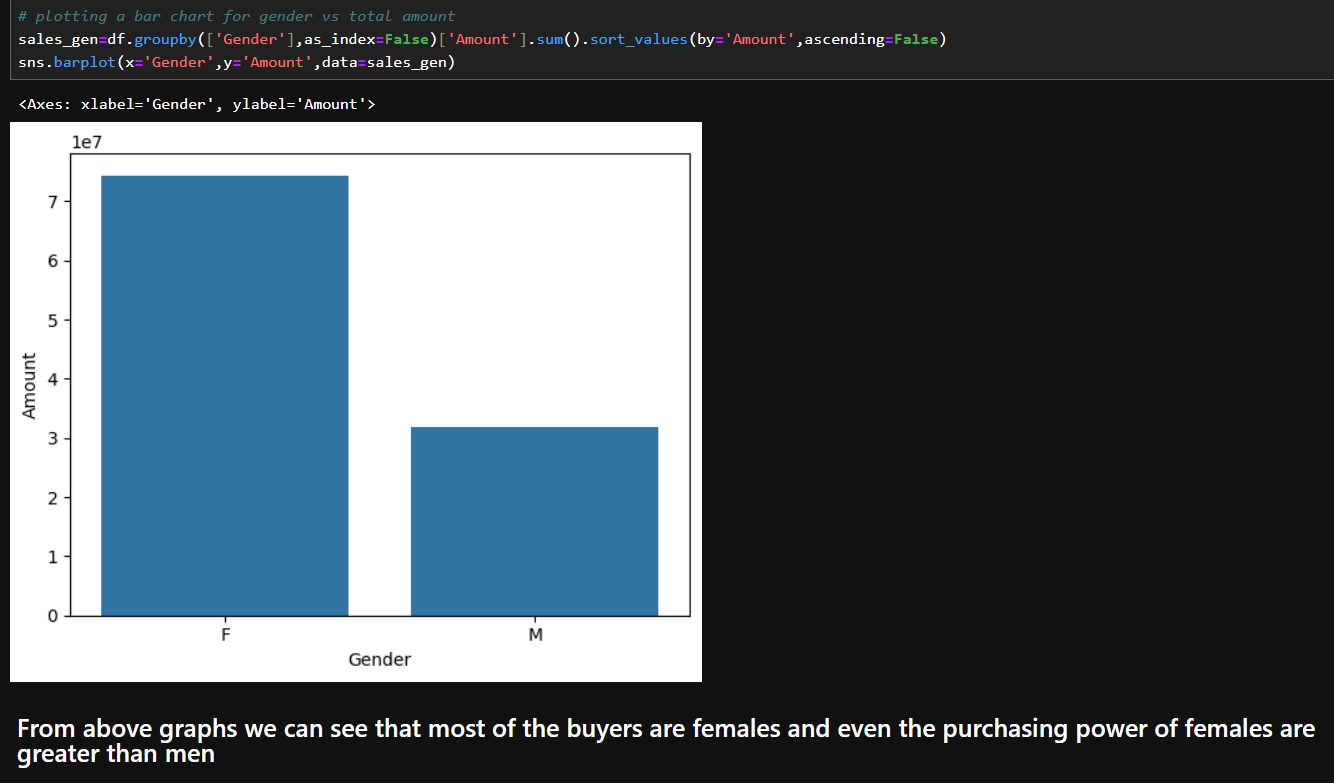 # plotting a bar chart for gender vs total amount
sales_gen=df.groupby(['Gender'],as_index=False)['Amount'].sum().sort_values(by='Amount',ascending=False)
sns.barplot(x='Gender',y='Amount',data=sales_gen)
<Axes: xlabel='Gender', ylabel='Amount'>
1e7
7
6
5
4
3
2
1
0
Amount
F M
Gender
From above graphs we can see that most of the buyers are females and even the purchasing power of females are
greater than men